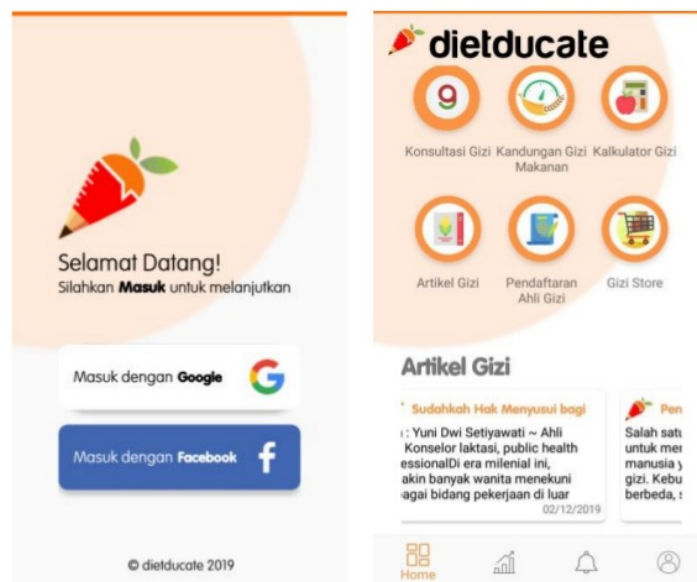 Selamat Datang!
Silahkan Masuk untuk melanjutkan
Masuk dengan Google
Masuk dengan Facebook
© dietducate 2019
dietducate
Konsultasi Gizi
Kandungan Gizi
Makanan
Kalkulator Gizi
Artikel Gizi
Pendaftaran
Ahli Gizi
Gizi Store
Artikel Gizi
Sudahkah Hak Menyusui bagi
: Yuni Dwi Setiyawati ~ Ahli
Konselor laktasi, public health
essionalDi era milenial ini,
akin banyak wanita menekuni
bagai bidang pekerjaan di luar
02/12/2019
Pen
Salah satu
untuk mer
manusia y
gizi. Kebu
berbeda, s
Home